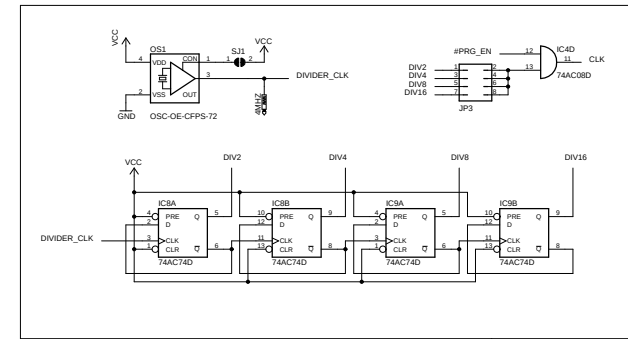 VCC
OS1
4 VDD CON 1 1 SJ1 2 VCC
3 DIVIDER_CLK
2 VSS OUT
GND OSC-OE-CFPS-72
4MHZ
#PRG_EN 12 IC4D
11 CLK
13 74AC08D
DIV2 1 2
DIV4 3 4
DIV8 5 6
DIV16 7 8
JP3
VCC DIV2 DIV4 DIV8 DIV16
IC8A IC8B IC9A IC9B
4 PRE Q 5 10 PRE Q 9 4 PRE Q 5 10 PRE Q 9
2 D 12 D 2 D 12 D
DIVIDER_CLK 3 CLK 11 CLK 3 CLK 11 CLK
1 CLR Q 6 13 CLR Q 8 1 CLR Q 6 13 CLR Q 8
74AC74D 74AC74D 74AC74D 74AC74D